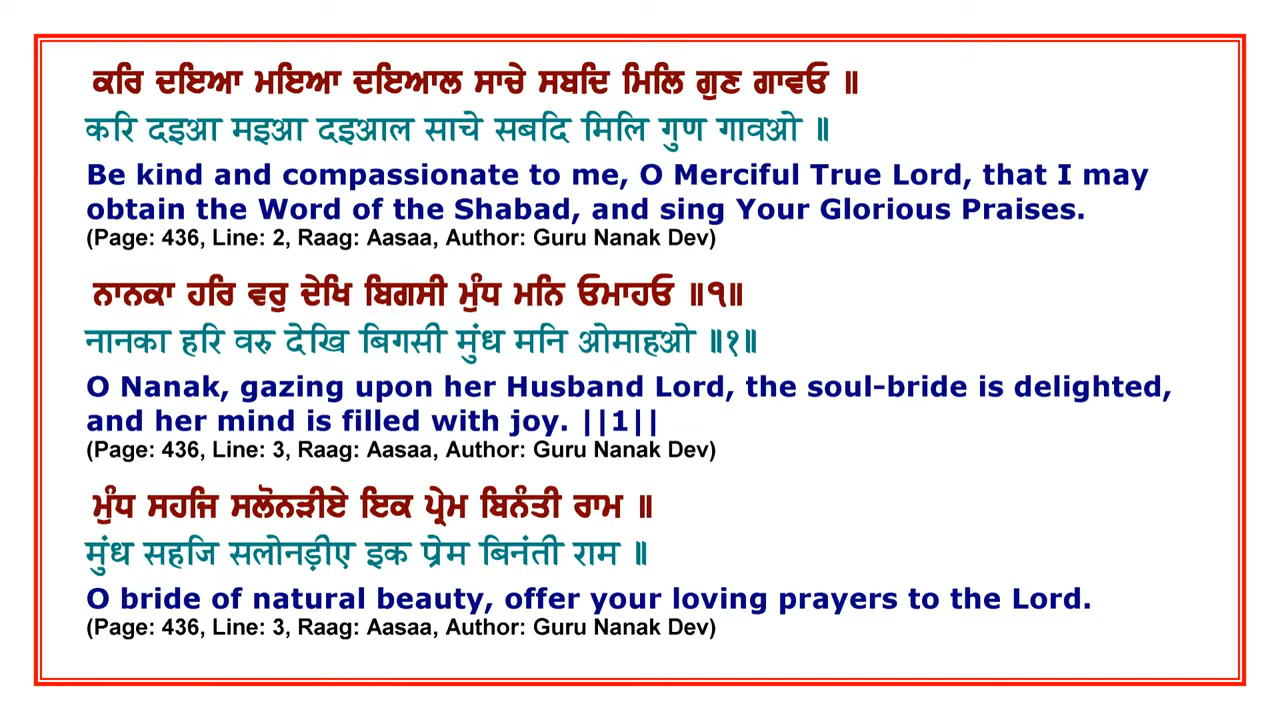 ਕਰਿ ਦਇਆ ਮਇਆ ਦਇਆਲ ਸਾਚੇ ਸਬਦਿ ਮਿਲਿ ਗੁਣ ਗਾਵਓ ॥
करि दइआ मइआ दइआल साचे सबदि मिलि गुण गावओ ॥
Be kind and compassionate to me, O Merciful True Lord, that I may
obtain the Word of the Shabad, and sing Your Glorious Praises.
(Page: 436, Line: 2, Raag: Aasaa, Author: Guru Nanak Dev)
ਨਾਨਕਾ ਹਰਿ ਵਰੁ ਦੇਖਿ ਬਿਗਸੀ ਮੁੰਧ ਮਨਿ ਓਮਾਹਓ ॥੧॥
नानका हरि वरु देखि बिगसी मुंध मनि ओमाहओ ॥१॥
O Nanak, gazing upon her Husband Lord, the soul-bride is delighted,
and her mind is filled with joy. ||1||
(Page: 436, Line: 3, Raag: Aasaa, Author: Guru Nanak Dev)
ਮੁੰਧ ਸਹਜਿ ਸਲੋਨੜੀਏ ਇਕ ਪ੍ਰੇਮ ਬਿਨੰਤੀ ਰਾਮ ॥
मुंध सहजि सलोनड़ीए इक प्रेम बिनंती राम ॥
O bride of natural beauty, offer your loving prayers to the Lord.
(Page: 436, Line: 3, Raag: Aasaa, Author: Guru Nanak Dev)